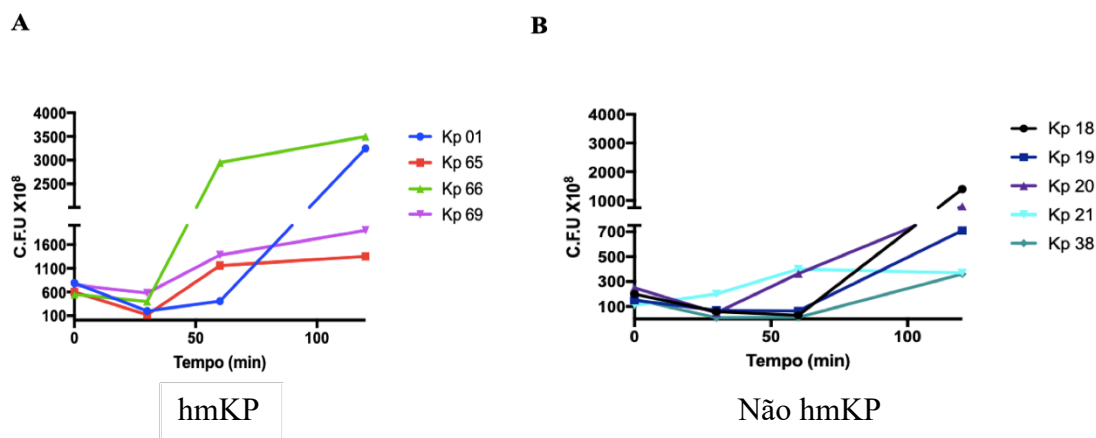 A
4000
3500
3000
2500
1600
1100
600
100
C.F.U X10⁸
0
50
100
Tempo (min)
Kp 01
Kp 65
Kp 66
Kp 69
hmKP
B
4000
3000
2000
1000
700
500
300
100
C.F.U X10⁸
0
50
100
Tempo (min)
Kp 18
Kp 19
Kp 20
Kp 21
Kp 38
Não hmKP